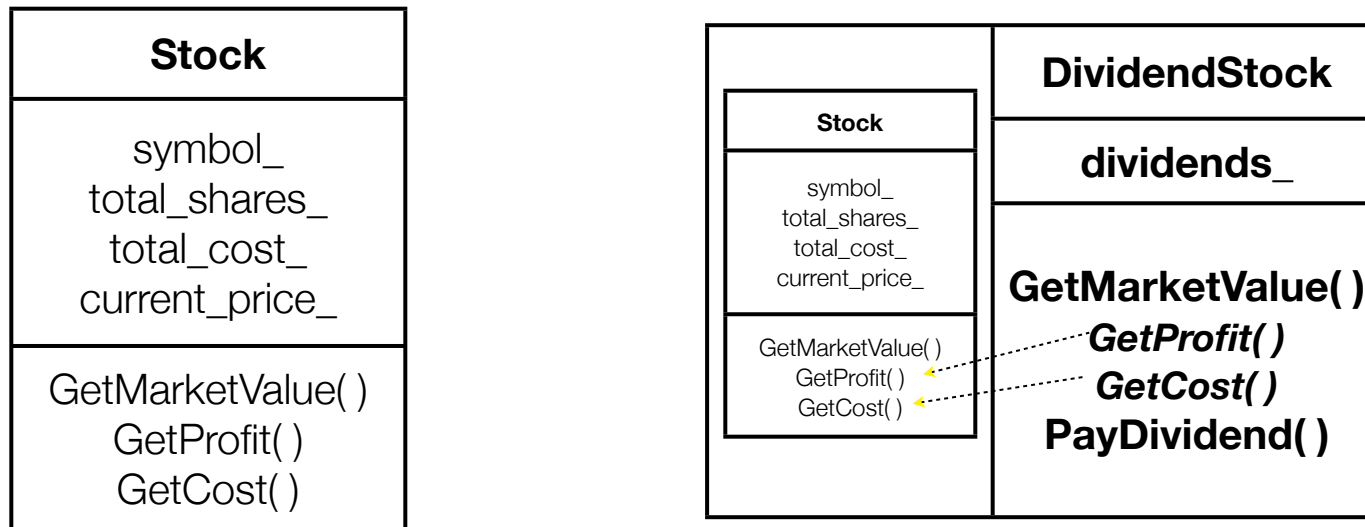 Stock
symbol_
total_shares_
total_cost_
current_price_
GetMarketValue( )
GetProfit( )
GetCost( )
Stock
symbol_
total_shares_
total_cost_
current_price_
GetMarketValue( )
GetProfit( )
GetCost( )
DividendStock
dividends_
GetMarketValue( )
GetProfit( )
GetCost( )
PayDividend( )